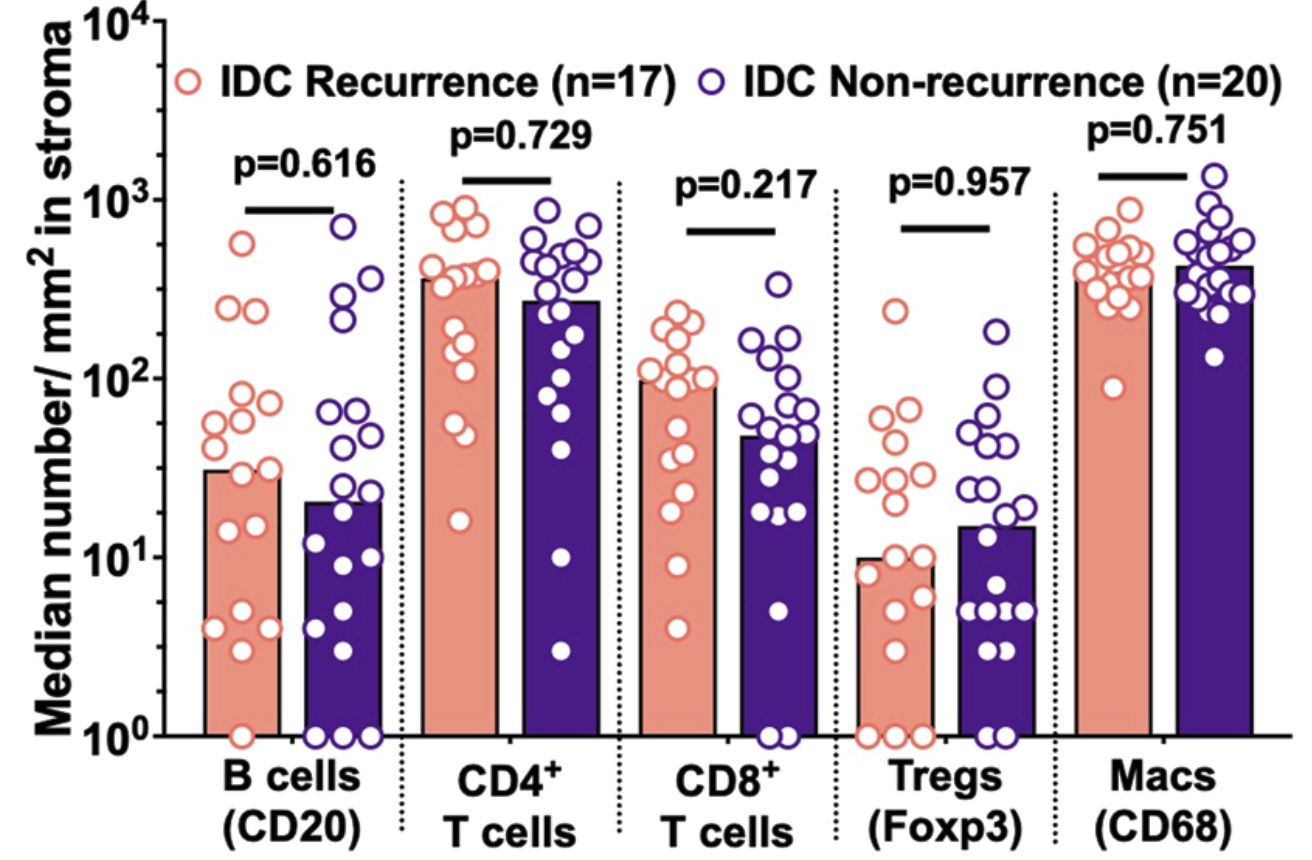 Median number/ mm² in stroma
10⁴
10³
10²
10¹
10⁰
IDC Recurrence (n=17) IDC Non-recurrence (n=20)
p=0.616
p=0.729
p=0.217
p=0.957
p=0.751
B cells
(CD20)
CD4⁺
T cells
CD8⁺
T cells
Tregs
(Foxp3)
Macs
(CD68)